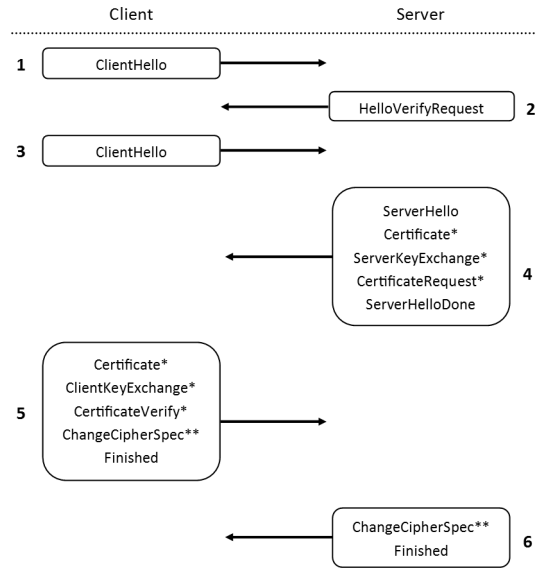 Client Server
1 ClientHello
HelloVerifyRequest 2
3 ClientHello
ServerHello
Certificate*
ServerKeyExchange*
CertificateRequest*
ServerHelloDone
4
Certificate*
ClientKeyExchange*
CertificateVerify*
ChangeCipherSpec**
Finished
5
ChangeCipherSpec**
Finished
6